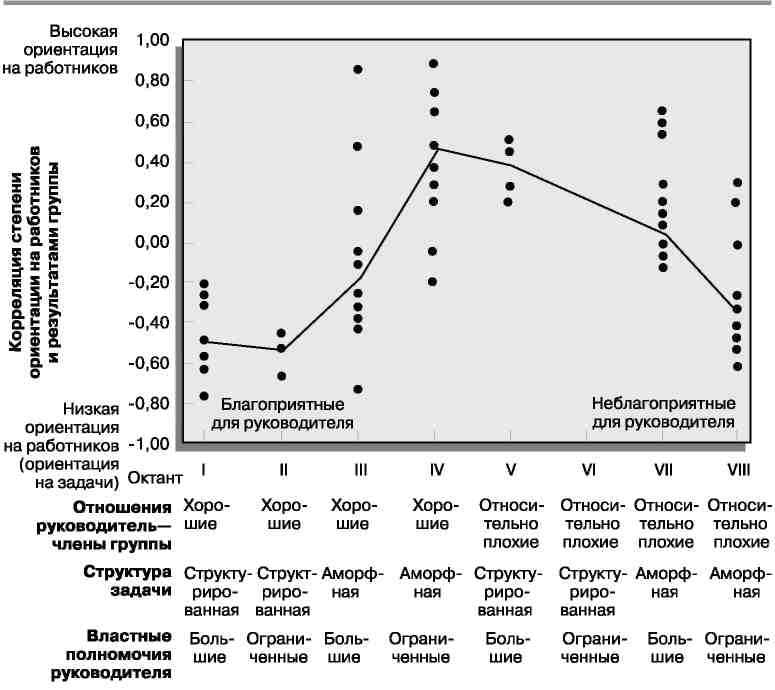 Высокая
ориентация
на работников
1,00
0,80
0,60
0,40
0,20
0,00
-0,20
-0,40
-0,60
-0,80
-1,00
Корреляция степени
ориентации на работников
и результатами группы
Благоприятные
для руководителя
Неблагоприятные
для руководителя
Низкая
ориентация
на работников
(ориентация
на задачи)
Октант I II III IV V VI VII VIII
Отношения
руководитель—
члены группы
Хоро-
шие
Хоро-
шие
Хоро-
шие
Хоро-
шие
Относи-
тельно
плохие
Относи-
тельно
плохие
Относи-
тельно
плохие
Относи-
тельно
плохие
Структура
задачи
Структу-
риро-
ванная
Структ-
риро-
ванная
Аморф-
ная
Аморф-
ная
Структу-
риро-
ванная
Структу-
риро-
ванная
Аморф-
ная
Аморф-
ная
Властные
полномочия
руководителя
Боль-
шие
Ограни-
ченные
Боль-
шие
Ограни-
ченные
Боль-
шие
Ограни-
ченные
Боль-
шие
Ограни-
ченные